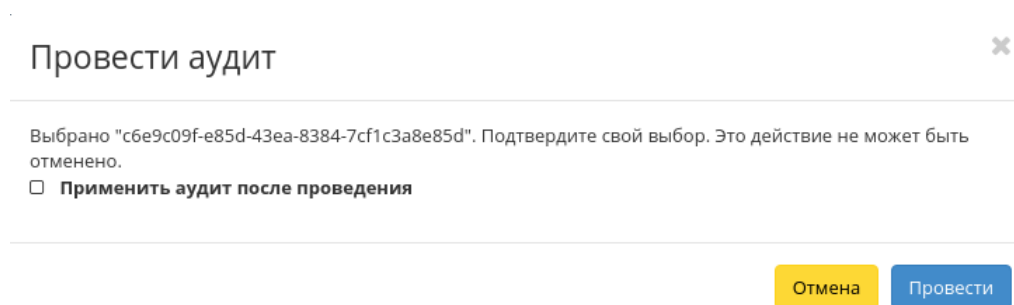 Провести аудит
Выбрано "c6e9c09f-e85d-43ea-8384-7cf1c3a8e85d". Подтвердите свой выбор. Это действие не может быть
отменено.
Применить аудит после проведения
Отмена Провести